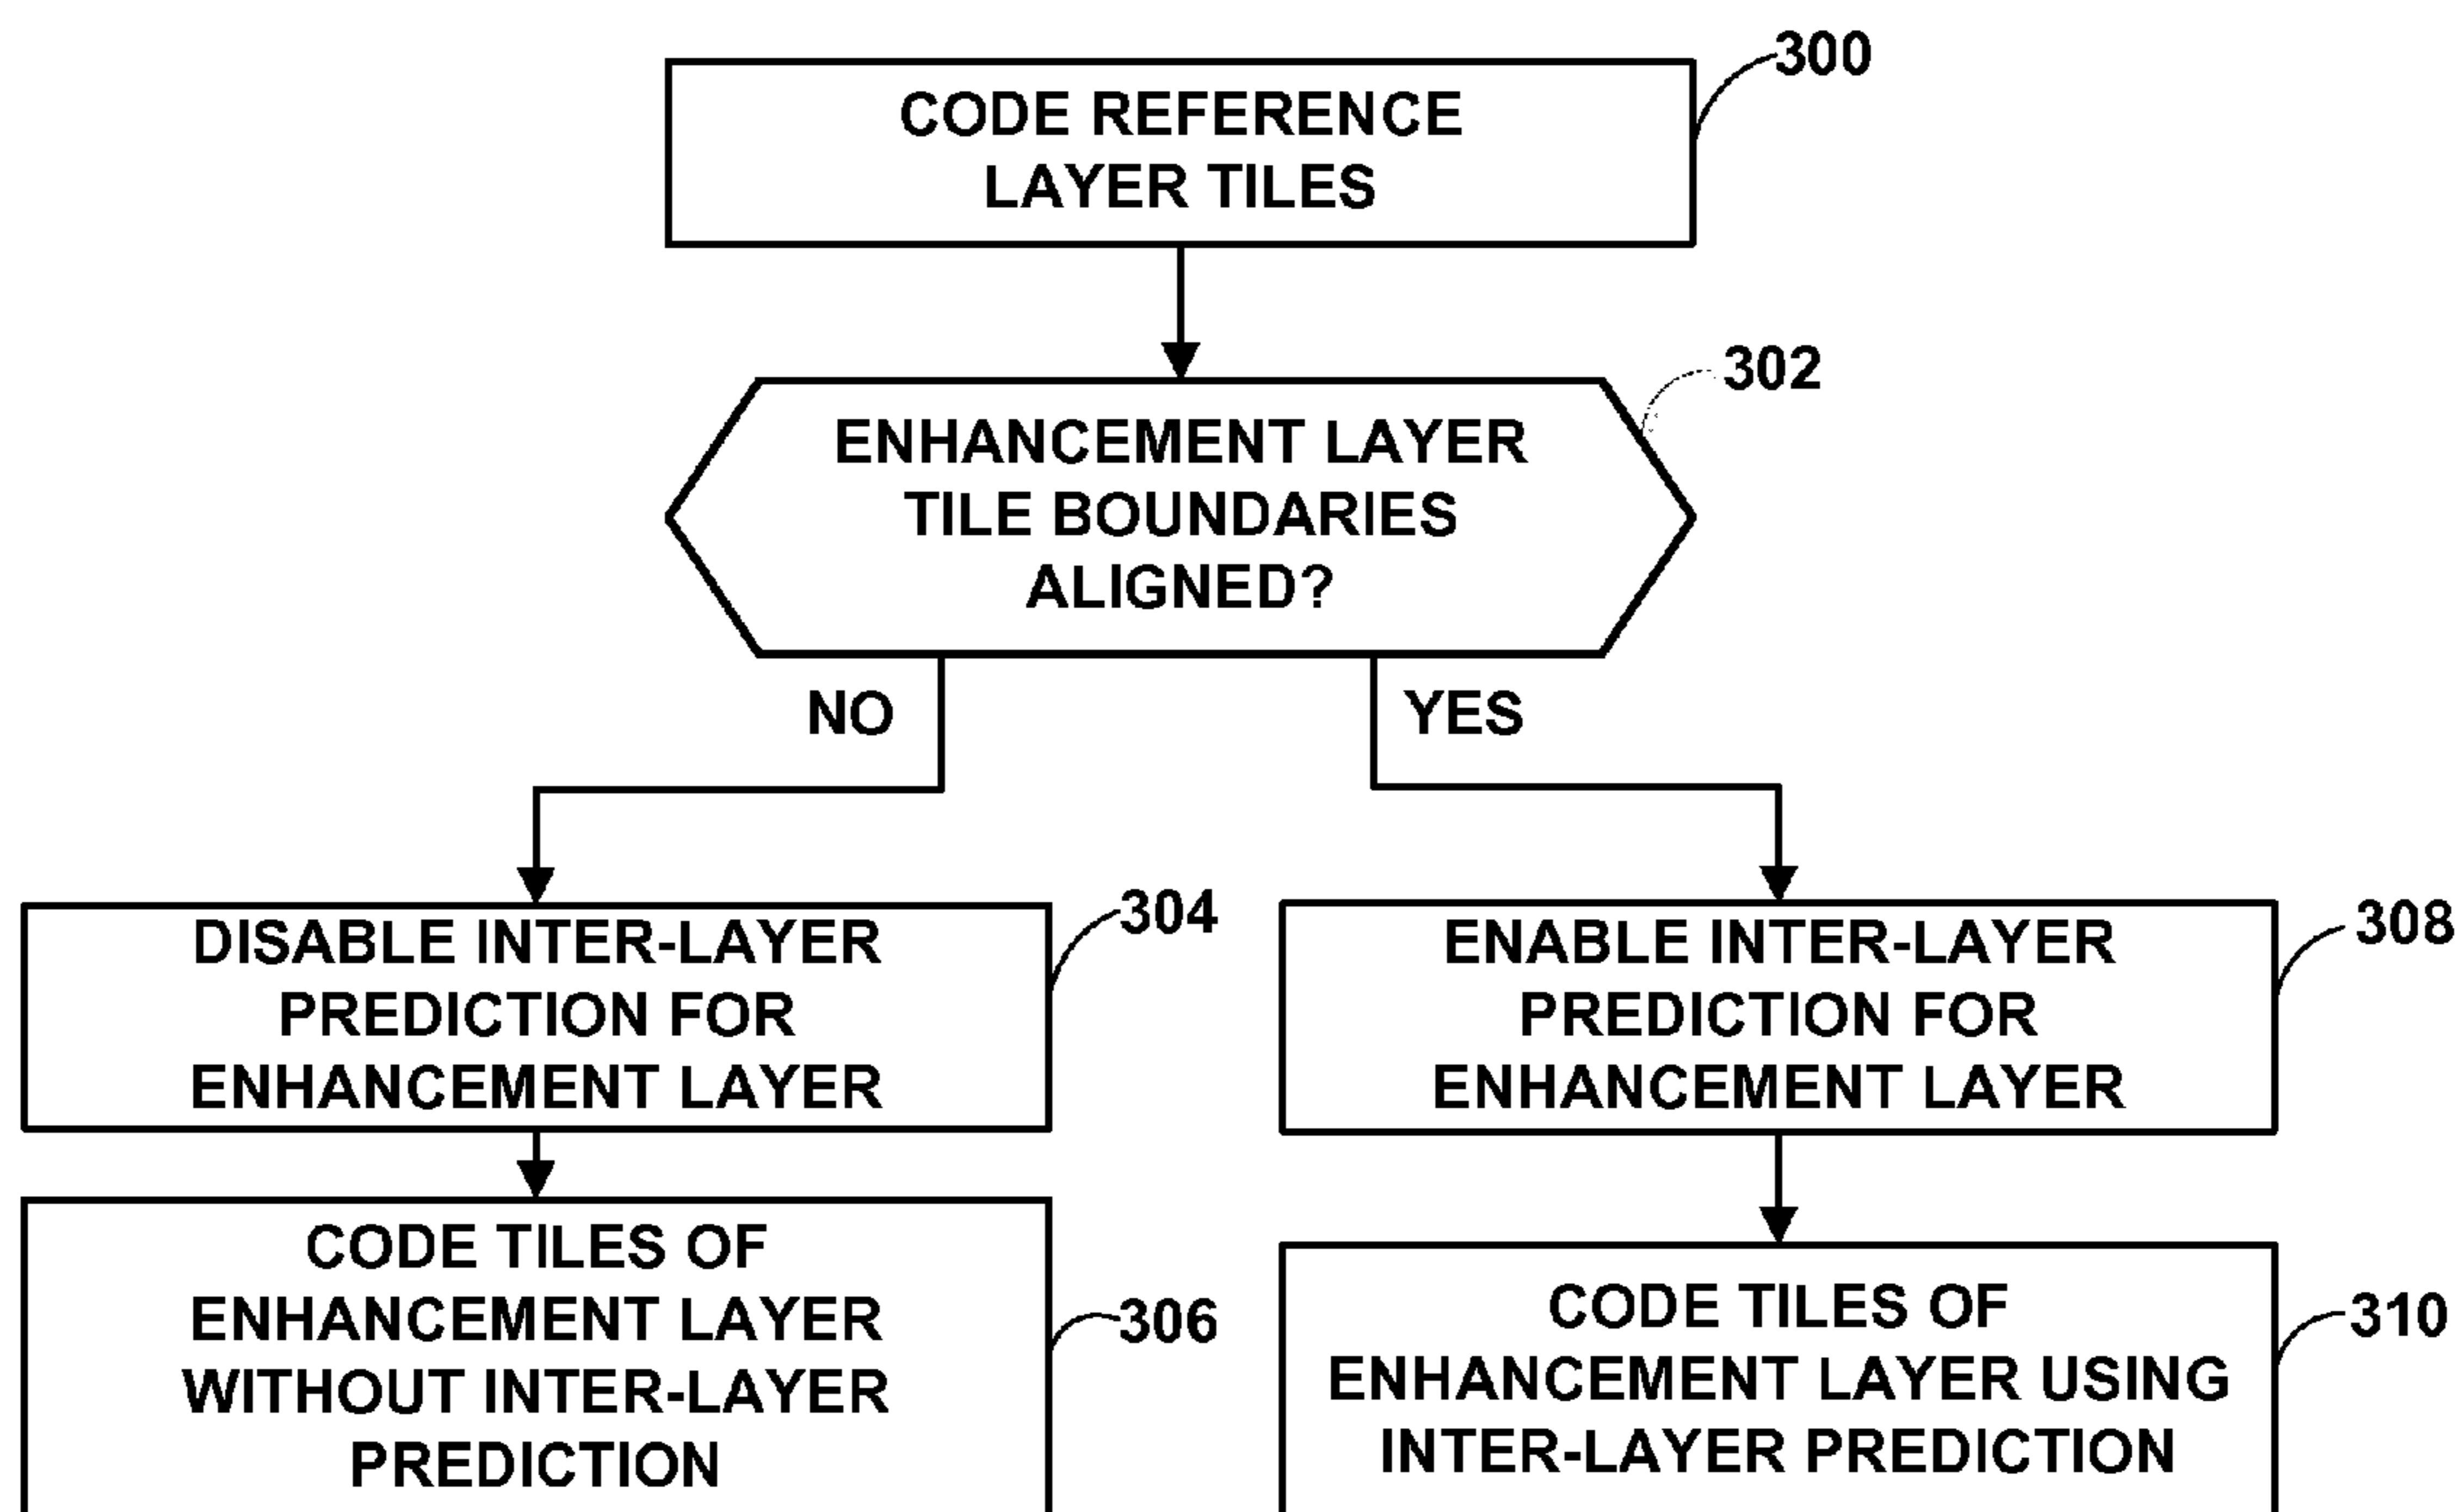 300
CODE REFERENCE
LAYER TILES
302
ENHANCEMENT LAYER
TILE BOUNDARIES
ALIGNED?
NO
YES
304
DISABLE INTER-LAYER
PREDICTION FOR
ENHANCEMENT LAYER
308
ENABLE INTER-LAYER
PREDICTION FOR
ENHANCEMENT LAYER
306
CODE TILES OF
ENHANCEMENT LAYER
WITHOUT INTER-LAYER
PREDICTION
310
CODE TILES OF
ENHANCEMENT LAYER USING
INTER-LAYER PREDICTION